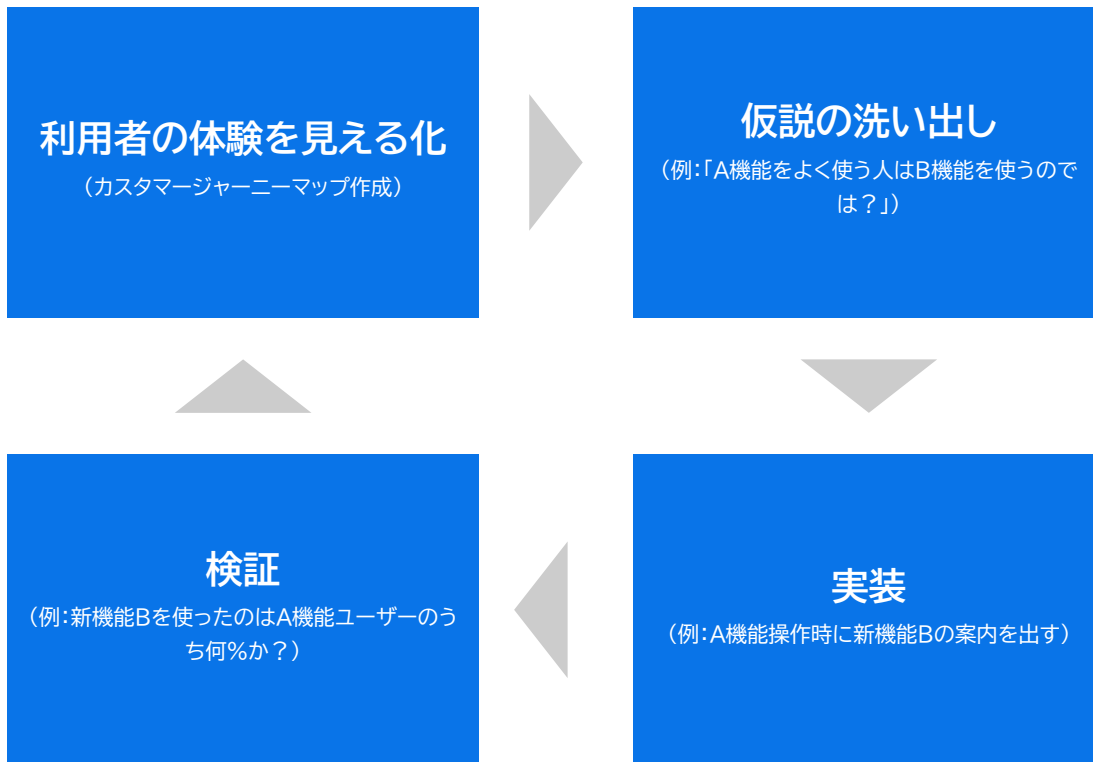 利用者の体験を見える化
（カスタマージャーニーマップ作成）
仮説の洗い出し
（例：「A機能をよく使う人はB機能を使うので
は？」）
検証
（例：新機能Bを使ったのはA機能ユーザーのう
ち何%か？）
実装
（例：A機能操作時に新機能Bの案内を出す）